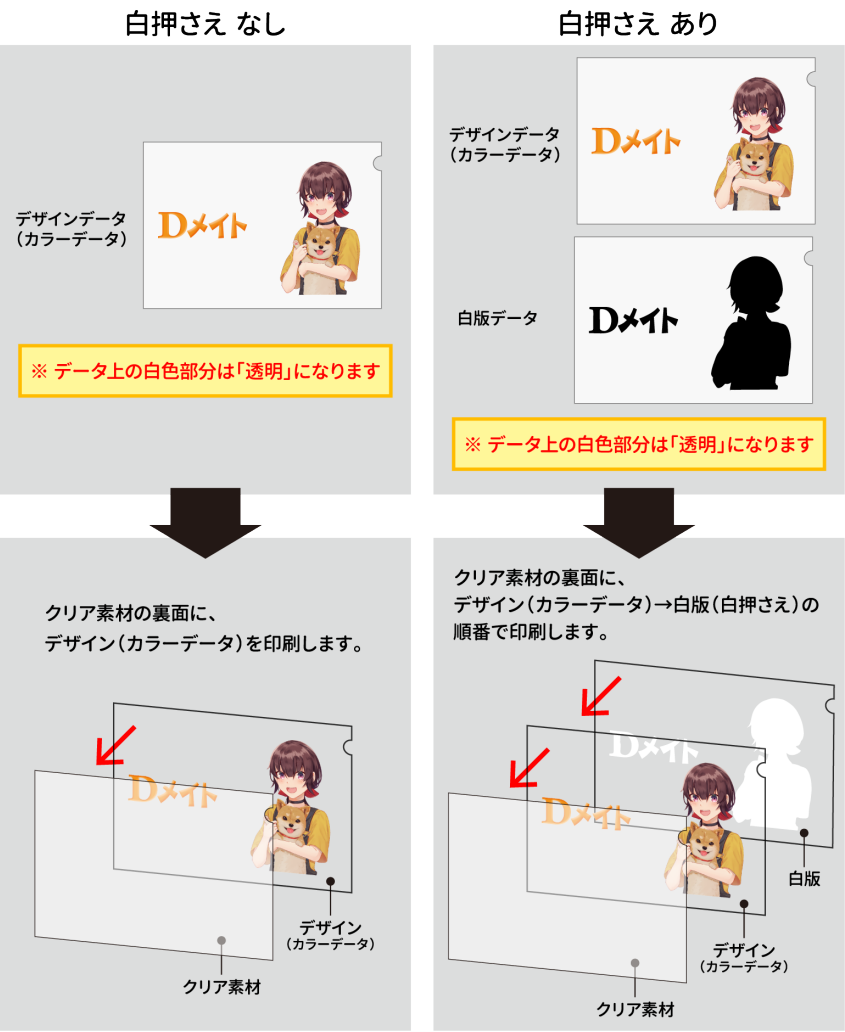 白押さえ なし
デザインデータ
（カラーデータ）
Dメイト
※ データ上の白色部分は「透明」になります
クリア素材の裏面に、
デザイン（カラーデータ）を印刷します。
Dメイト
デザイン
（カラーデータ）
クリア素材
白押さえ あり
デザインデータ
（カラーデータ）
Dメイト
白版データ
Dメイト
※ データ上の白色部分は「透明」になります
クリア素材の裏面に、
デザイン（カラーデータ）→白版（白押さえ）の
順番で印刷します。
Dメイト
Dメイト
白版
デザイン
（カラーデータ）
クリア素材